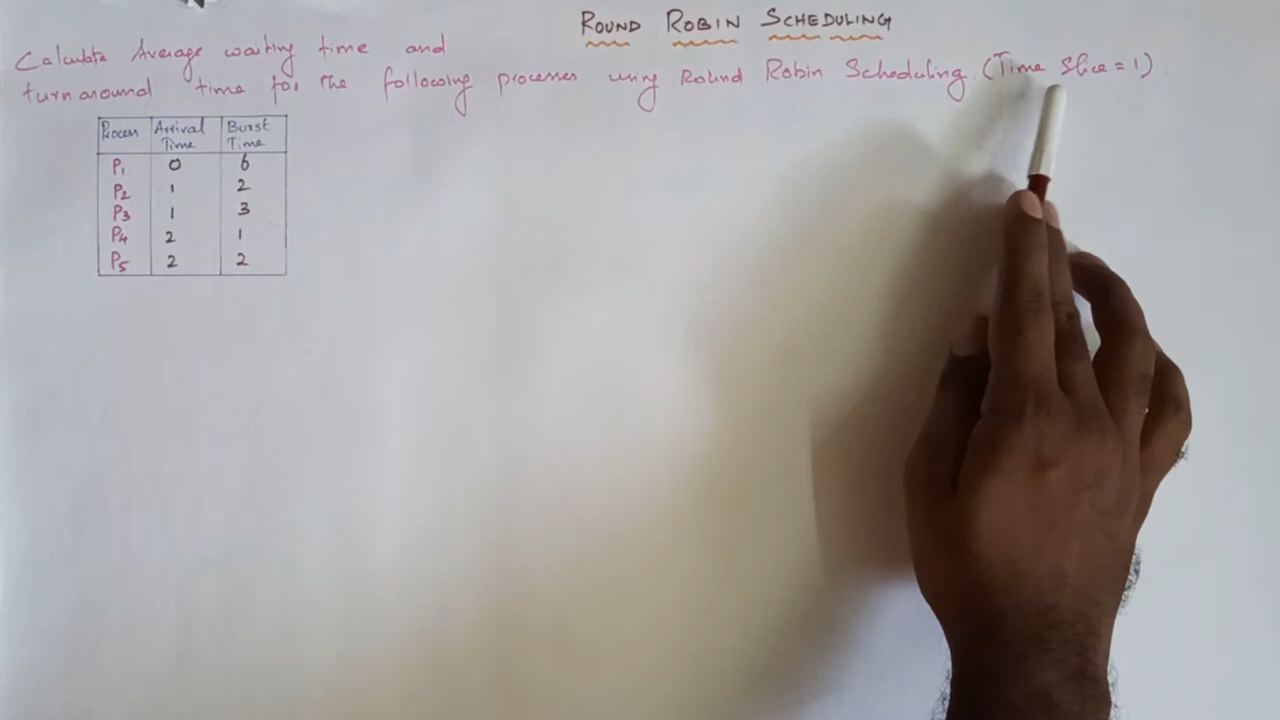 ROUND ROBIN SCHEDULING
Calculate Average waiting time and
turnaround time for the following processes using Round Robin Scheduling (Time Slice = 1).
Process Arrival Time Burst Time
P1 0 6
P2 1 2
P3 1 3
P4 2 1
P5 2 2